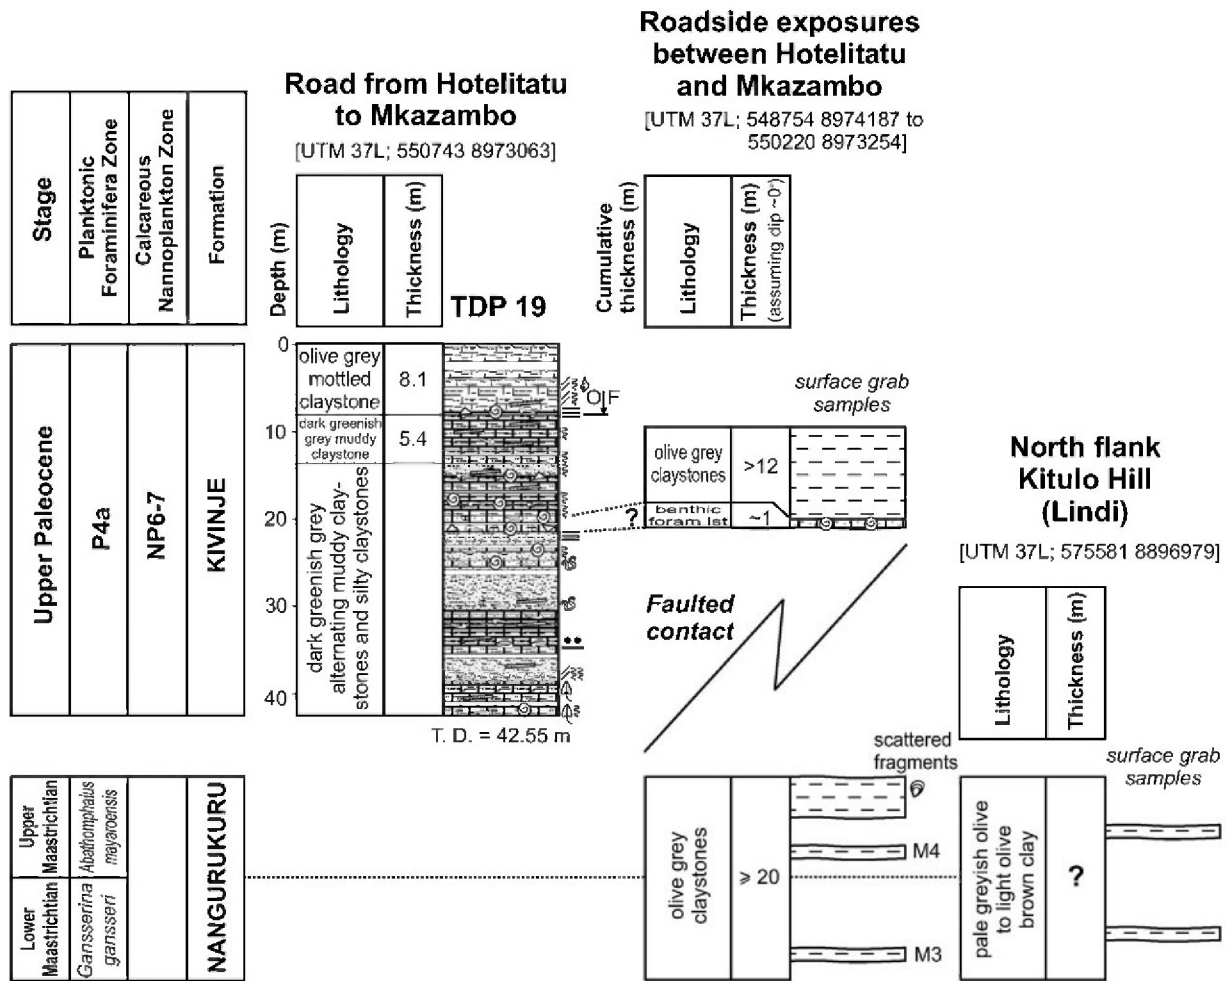 Roadside exposures
between Hotelitatu
and Mkazambo
[UTM 37L; 548754 8974187 to
550220 8973254]
Road from Hotelitatu
to Mkazambo
[UTM 37L; 550743 8973063]
Stage
Planktonic
Foraminifera Zone
Calcareous
Nannoplankton Zone
Formation
Depth (m)
Lithology
Thickness (m)
TDP 19
Cumulative
thickness (m)
Lithology
Thickness (m)
(assuming dip ~0°)
Upper Paleocene
P4a
NP6-7
KIVINJE
0
10
20
30
40
olive grey
mottled
claystone
8.1
dark greenish
grey muddy
claystone
5.4
dark greenish grey
alternating muddy clay-
stones and silty claystones
O F
T. D. = 42.55 m
surface grab
samples
olive grey
claystones
>12
?
benthic
foram lst
~1
Faulted
contact
North flank
Kitulo Hill
(Lindi)
[UTM 37L; 575581 8896979]
Lithology
Thickness (m)
surface grab
samples
scattered
fragments
Upper
Maastrichtian
Abathomphalus
mayaroensis
Lower
Maastrichtian
Gansserina
gansseri
NANGURUKURU
olive grey
claystones
⩾ 20
M4
M3
pale greyish olive
to light olive
brown clay
?